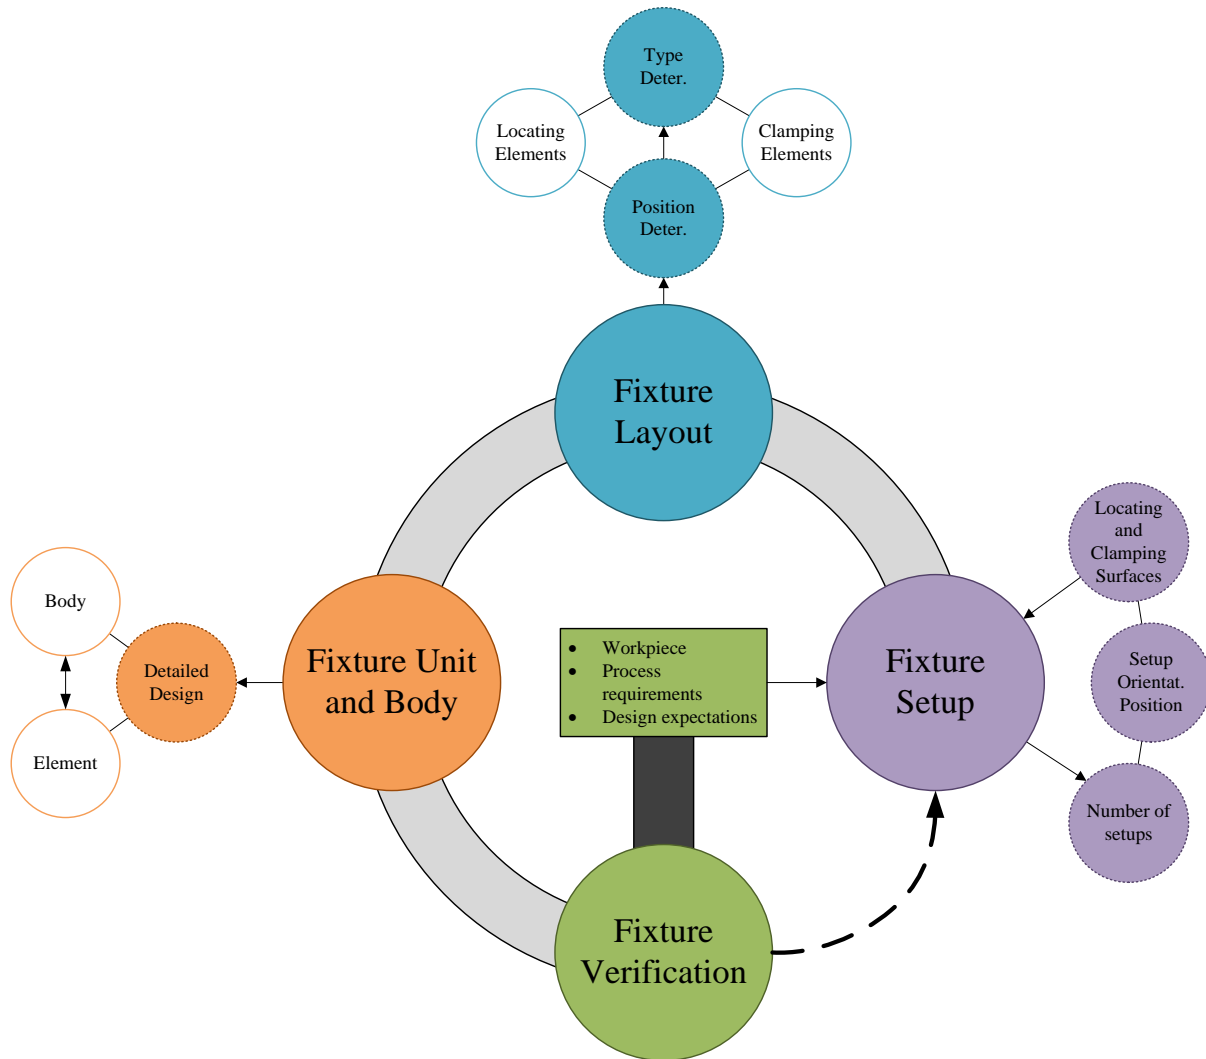 Type
Deter.
Locating
Elements
Clamping
Elements
Position
Deter.
Fixture
Layout
Locating
and
Clamping
Surfaces
Body
Detailed
Design
Element
Fixture Unit
and Body
• Workpiece
• Process
requirements
• Design expectations
Fixture
Setup
Setup
Orientat.
Position
Number of
setups
Fixture
Verification